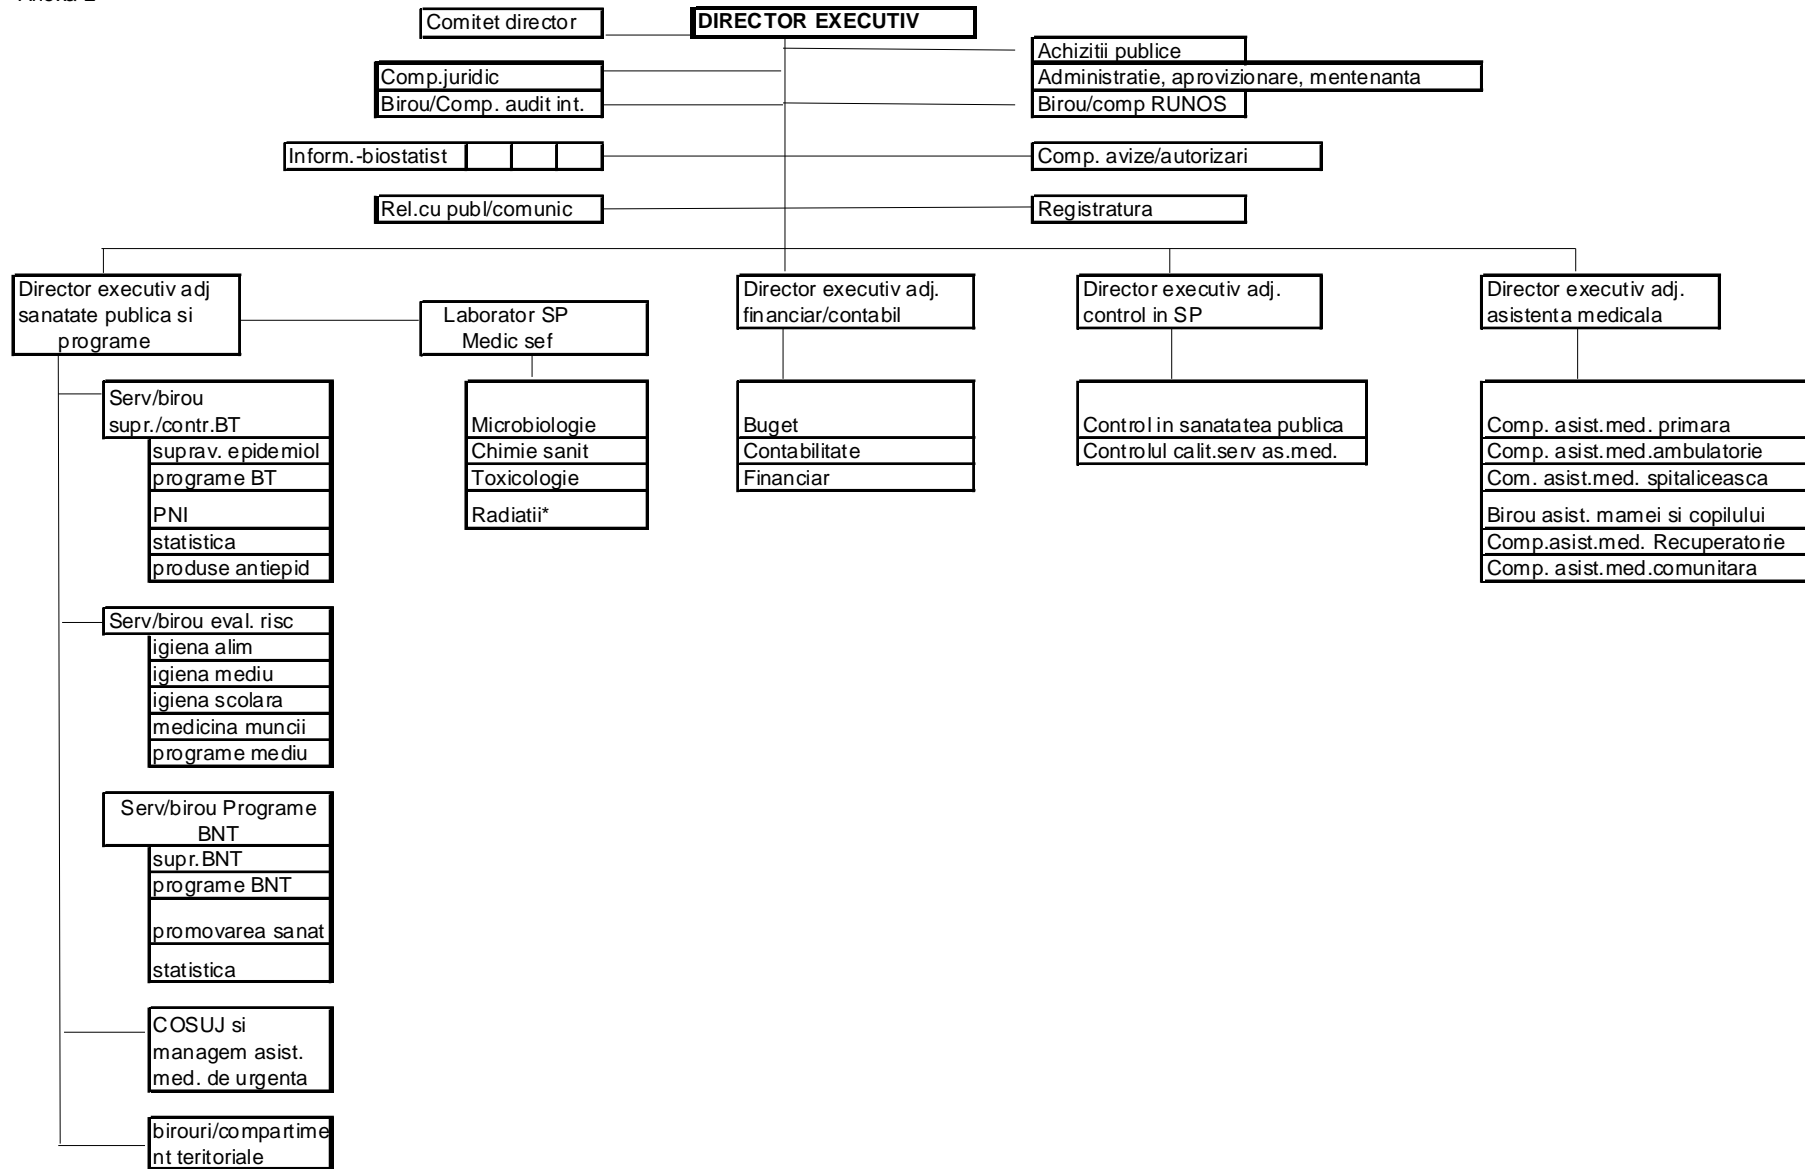 Comitet director
DIRECTOR EXECUTIV
Achizitii publice
Comp.juridic
Administratie, aprovizionare, mentenanta
Birou/Comp. audit int.
Birou/comp RUNOS
Inform.-biostatist
Comp. avize/autorizari
Rel.cu publ/comunic
Registratura
Director executiv adj
sanatate publica si
programe
Laborator SP
Medic sef
Director executiv adj.
financiar/contabil
Director executiv adj.
control in SP
Director executiv adj.
asistenta medicala
Serv/birou
supr./contr.BT
suprav. epidemiol
programe BT
PNI
statistica
produse antiepid
Microbiologie
Chimie sanit
Toxicologie
Radiatii*
Buget
Contabilitate
Financiar
Control in sanatatea publica
Controlul calit.serv as.med.
Comp. asist.med. primara
Comp. asist.med.ambulatorie
Com. asist.med. spitaliceasca
Birou asist. mamei si copilului
Comp.asist.med. Recuperatorie
Comp. asist.med.comunitara
Serv/birou eval. risc
igiena alim
igiena mediu
igiena scolara
medicina muncii
programe mediu
Serv/birou Programe
BNT
supr.BNT
programe BNT
promovarea sanat
statistica
COSUJ si
managem asist.
med. de urgenta
birouri/compartime
nt teritoriale